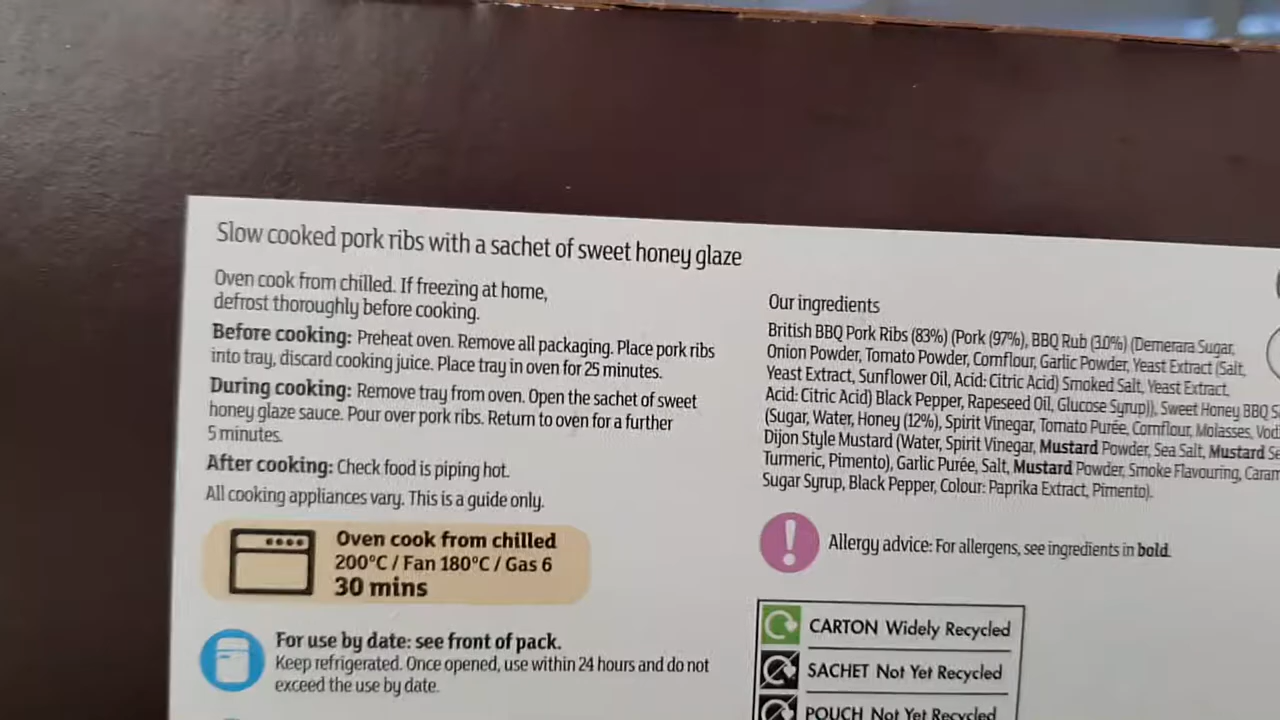 Slow cooked pork ribs with a sachet of sweet honey glaze
Oven cook from chilled. If freezing at home,
defrost thoroughly before cooking.
Before cooking: Preheat oven. Remove all packaging. Place pork ribs
into tray, discard cooking juice. Place tray in oven for 25 minutes.
During cooking: Remove tray from oven. Open the sachet of sweet
honey glaze sauce. Pour over pork ribs. Return to oven for a further
5 minutes.
After cooking: Check food is piping hot.
All cooking appliances vary. This is a guide only.
Oven cook from chilled
200°C / Fan 180°C / Gas 6
30 mins
For use by date: see front of pack.
Keep refrigerated. Once opened, use within 24 hours and do not
exceed the use by date.
Our ingredients
British BBQ Pork Ribs (83%) (Pork (97%), BBQ Rub (3.0%) (Demerara Sugar,
Onion Powder, Tomato Powder, Cornflour, Garlic Powder, Yeast Extract (Salt,
Yeast Extract, Sunflower Oil, Acid: Citric Acid) Smoked Salt, Yeast Extract,
Acid: Citric Acid) Black Pepper, Rapeseed Oil, Glucose Syrup)), Sweet Honey BBQ S
(Sugar, Water, Honey (12%), Spirit Vinegar, Tomato Purée, Cornflour, Molasses, Vod
Dijon Style Mustard (Water, Spirit Vinegar, Mustard Powder, Sea Salt, Mustard Se
Turmeric, Pimento), Garlic Purée, Salt, Mustard Powder, Smoke Flavouring, Caram
Sugar Syrup, Black Pepper, Colour: Paprika Extract, Pimento).
Allergy advice: For allergens, see ingredients in bold.
CARTON Widely Recycled
SACHET Not Yet Recycled
POUCH Not Yet Recycled